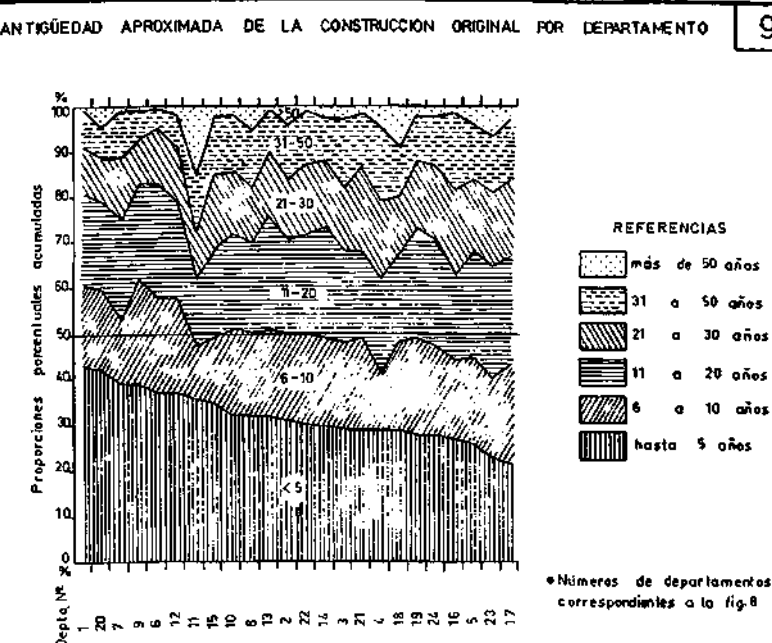 ANTIGÜEDAD APROXIMADA DE LA CONSTRUCCION ORIGINAL POR DEPARTAMENTO
9
%
100
90
80
70
60
50
40
30
20
10
0
%
Proporciones porcentuales acumuladas
>50
31-50
21-30
11-20
6-10
<5
Depto. Nº
1 20 7 9 6 12 11 15 10 8 13 2 22 14 3 21 4 18 19 24 16 5 23 17
REFERENCIAS
más de 50 años
31 a 50 años
21 a 30 años
11 a 20 años
6 a 10 años
hasta 5 años
•Números de departamentos
correspondientes a la fig. 8